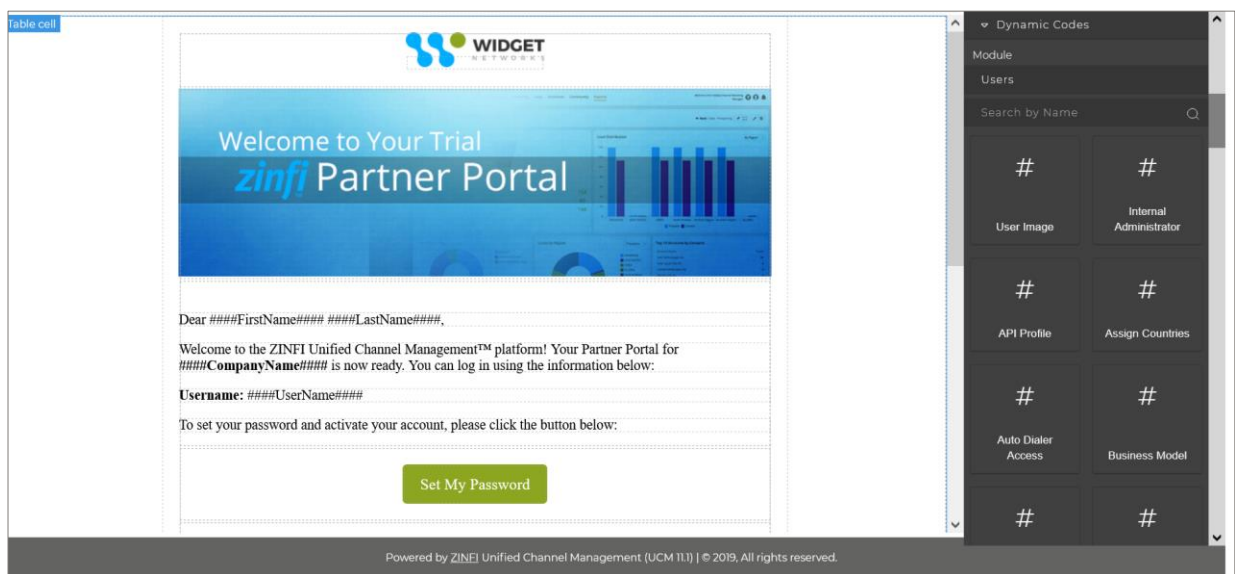 Table cell
WIDGET
NETWORKS
Welcome to Your Trial
zinfi Partner Portal
Dear ####FirstName#### ####LastName####,
Welcome to the ZINFI Unified Channel Management™ platform! Your Partner Portal for
####CompanyName#### is now ready. You can log in using the information below:
Username: ####UserName####
To set your password and activate your account, please click the button below:
Set My Password
Dynamic Codes
Module
Users
Search by Name
#
#
User Image
Internal
Administrator
#
#
API Profile
Assign Countries
#
#
Auto Dialer
Access
Business Model
#
#
Powered by ZINFI Unified Channel Management (UCM 11.1) | © 2019, All rights reserved.